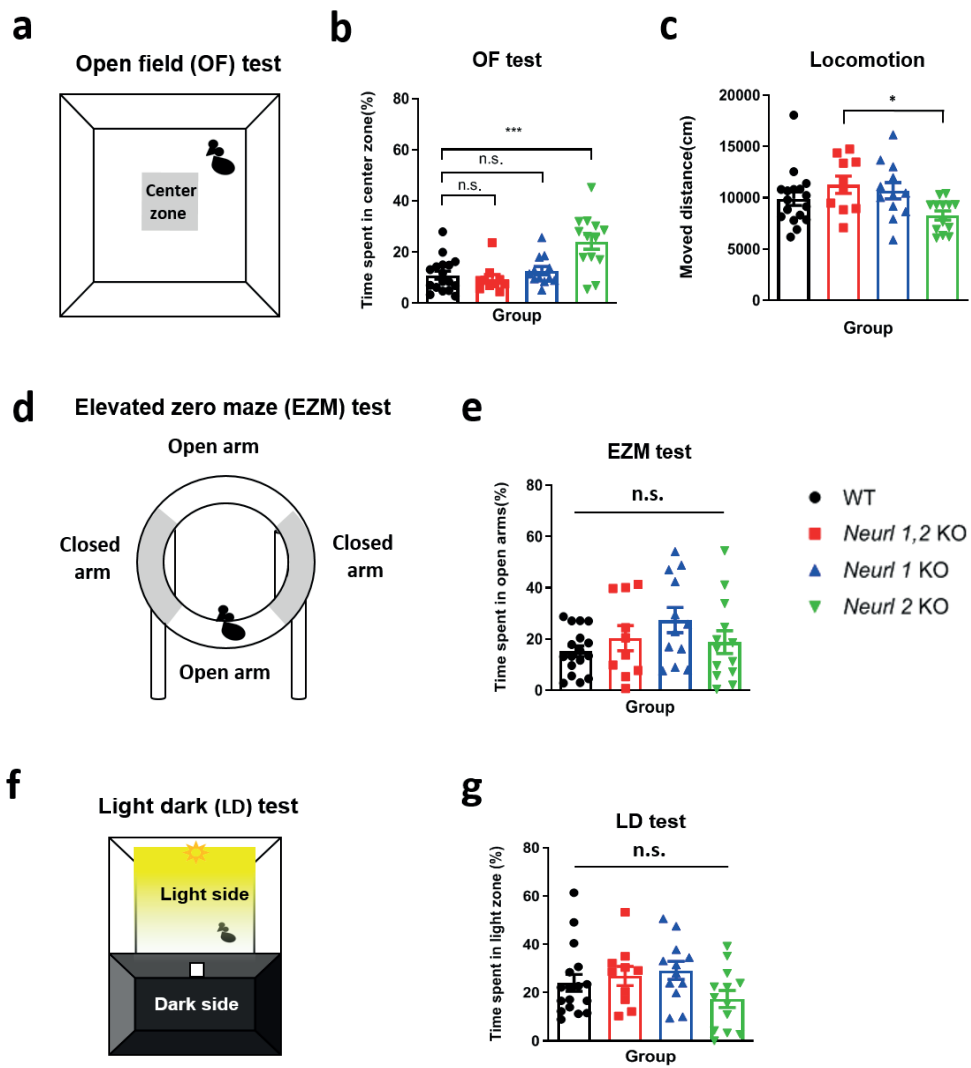 a
Open field (OF) test
Center
zone
b
OF test
Time spent in center zone(%)
80
60
40
20
0
***
n.s.
n.s.
Group
c
Locomotion
Moved distance(cm)
20000
15000
10000
5000
0
*
Group
d
Elevated zero maze (EZM) test
Open arm
Closed
arm
Closed
arm
Open arm
e
EZM test
Time spent in open arms(%)
80
60
40
20
0
n.s.
Group
WT
Neurl 1,2 KO
Neurl 1 KO
Neurl 2 KO
f
Light dark (LD) test
Light side
Dark side
g
LD test
Time spent in light zone (%)
80
60
40
20
0
n.s.
Group